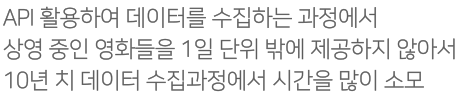 API 활용하여 데이터를 수집하는 과정에서
상영 중인 영화들을 1일 단위 밖에 제공하지 않아서
10년 치 데이터 수집과정에서 시간을 많이 소모